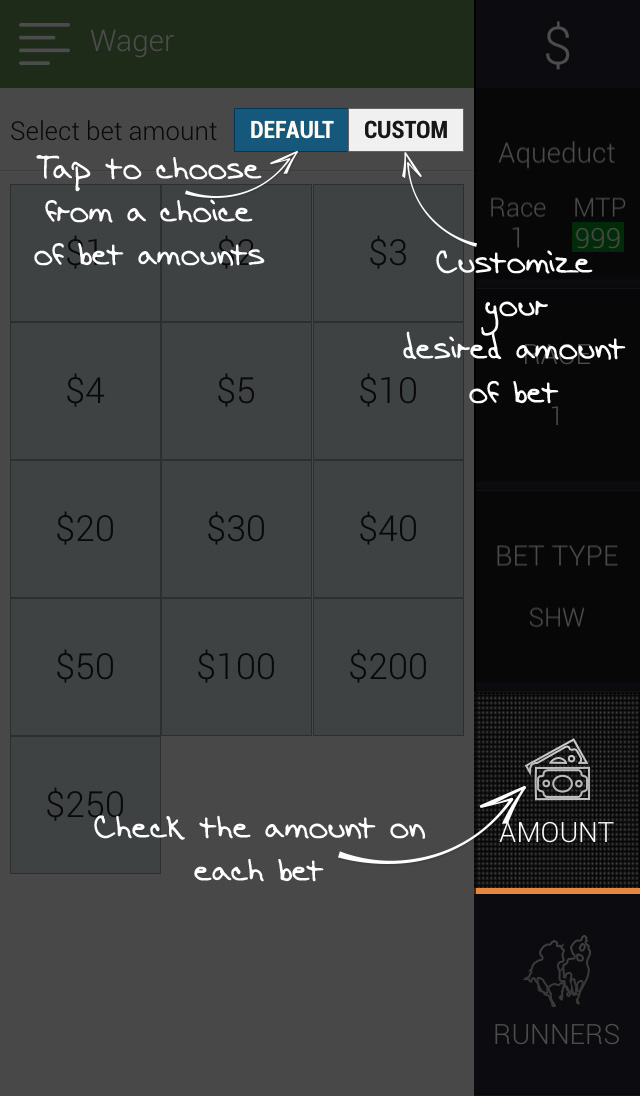 Wager
$
Select bet amount
DEFAULT
CUSTOM
Tap to choose
from a choice
of bet amounts
Customize
your
desired amount
of bet
$1
$2
$3
$4
$5
$10
$20
$30
$40
$50
$100
$200
$250
Check the amount on
each bet
Aqueduct
Race
MTP
1
999
RACE
1
BET TYPE
SHW
AMOUNT
RUNNERS